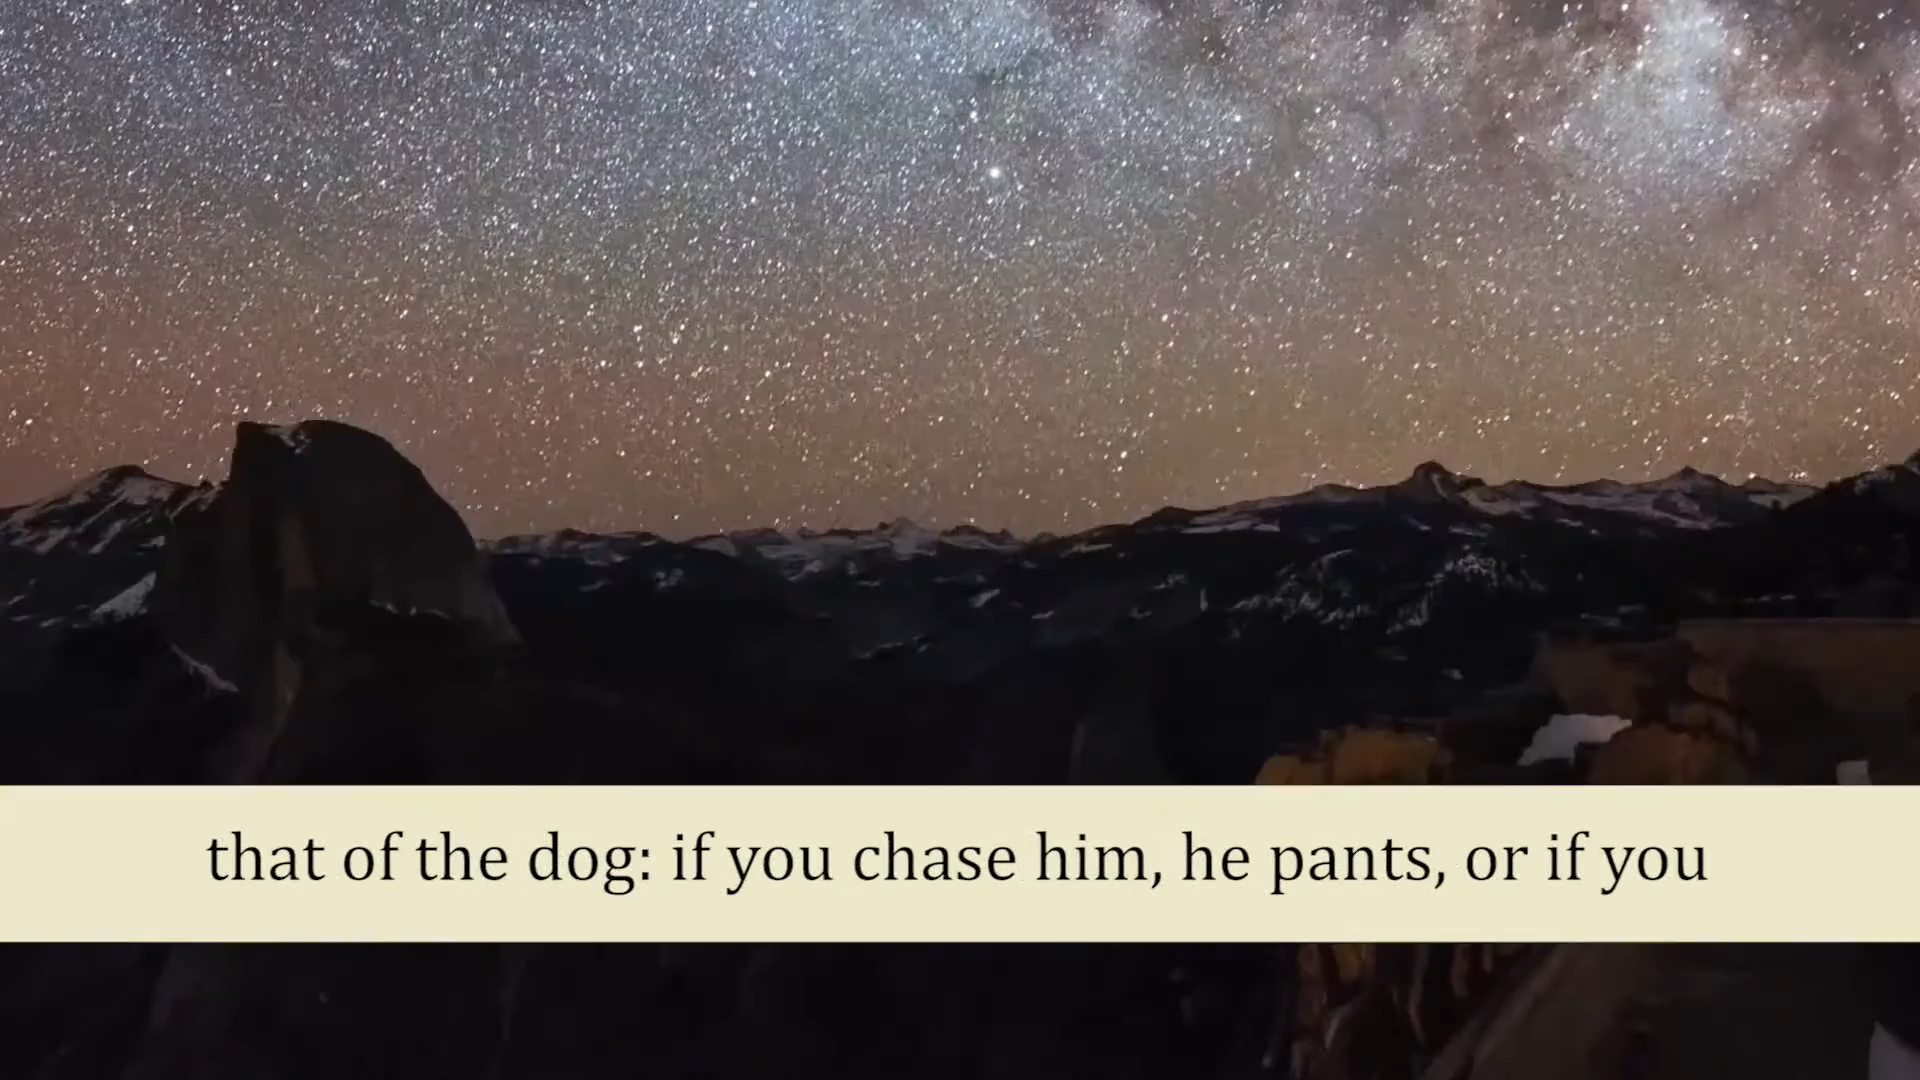 that of the dog: if you chase him, he pants, or if you